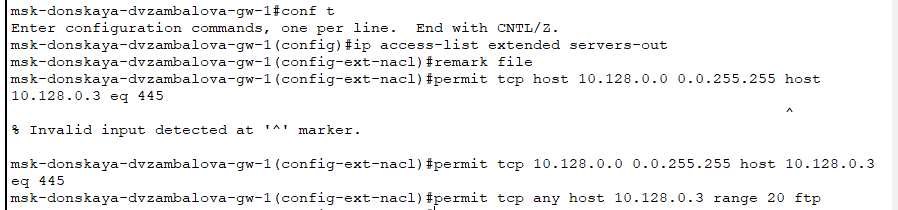 msk-donskaya-dvzambalova-gw-1#conf t
Enter configuration commands, one per line.  End with CNTL/Z.
msk-donskaya-dvzambalova-gw-1(config)#ip access-list extended servers-out
msk-donskaya-dvzambalova-gw-1(config-ext-nacl)#remark file
msk-donskaya-dvzambalova-gw-1(config-ext-nacl)#permit tcp host 10.128.0.0 0.0.255.255 host
10.128.0.3 eq 445
^
% Invalid input detected at '^' marker.
msk-donskaya-dvzambalova-gw-1(config-ext-nacl)#permit tcp 10.128.0.0 0.0.255.255 host 10.128.0.3
eq 445
msk-donskaya-dvzambalova-gw-1(config-ext-nacl)#permit tcp any host 10.128.0.3 range 20 ftp